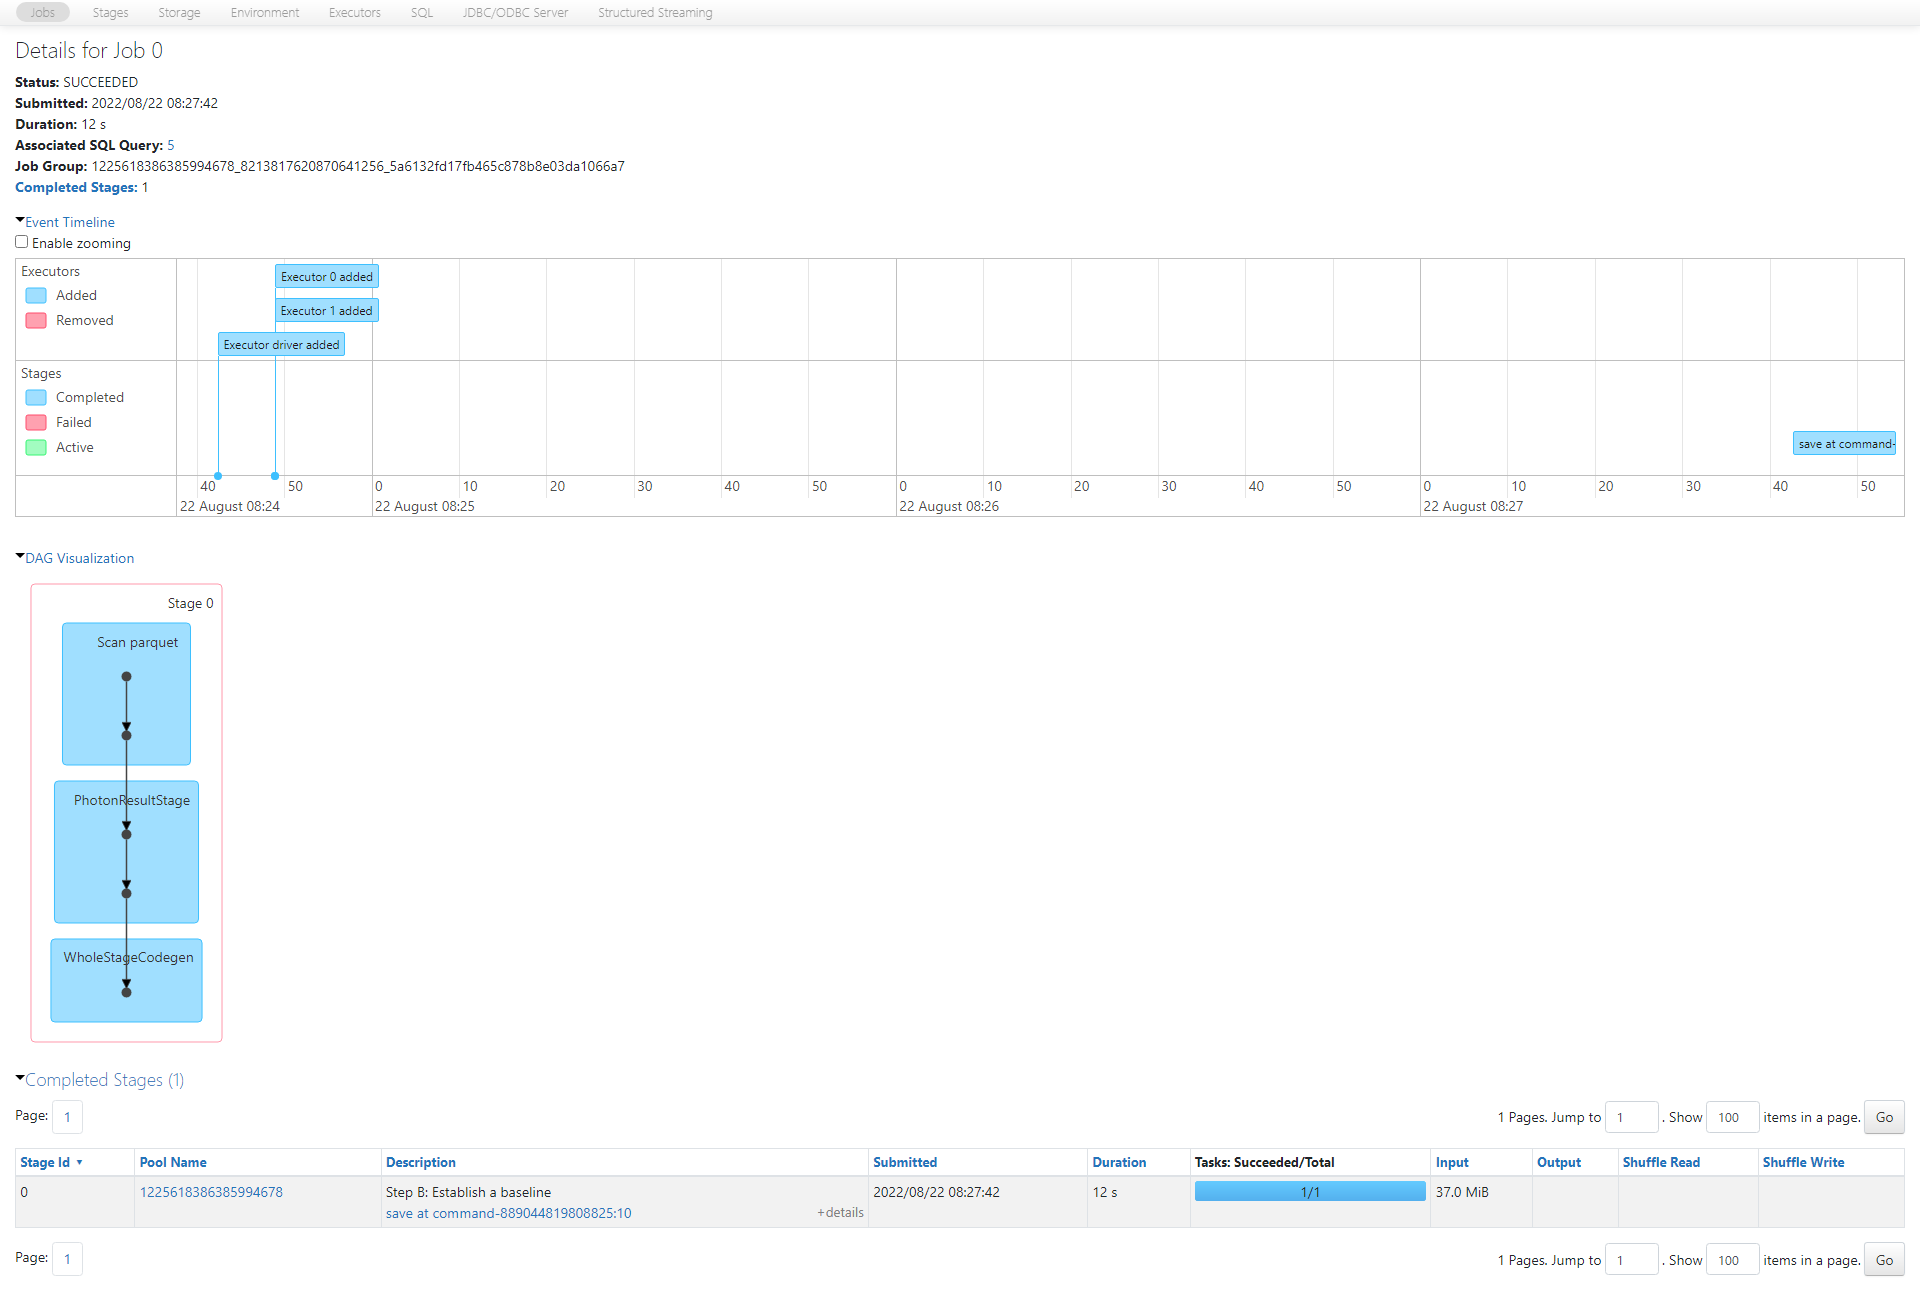 Jobs Stages Storage Environment Executors SQL JDBC/ODBC Server Structured Streaming
Details for Job 0
Status: SUCCEEDED
Submitted: 2022/08/22 08:27:42
Duration: 12 s
Associated SQL Query: 5
Job Group: 1225618386385994678_8213817620870641256_5a6132fd17fb465c878b8e03da1066a7
Completed Stages: 1
Event Timeline
Enable zooming
Executors
Added
Removed
Executor 0 added
Executor 1 added
Executor driver added
Stages
Completed
Failed
Active
save at command-
40 50 0 10 20 30 40 50 0 10 20 30 40 50 0 10 20 30 40 50
22 August 08:24 22 August 08:25 22 August 08:26 22 August 08:27
DAG Visualization
Stage 0
Scan parquet
PhotonResultStage
WholeStageCodegen
Completed Stages (1)
Page: 1 1 Pages. Jump to 1 . Show 100 items in a page. Go
Stage Id ▾ Pool Name Description Submitted Duration Tasks: Succeeded/Total Input Output Shuffle Read Shuffle Write
0 1225618386385994678 Step B: Establish a baseline 2022/08/22 08:27:42 12 s 1/1 37.0 MiB
save at command-889044819808825:10 +details
Page: 1 1 Pages. Jump to 1 . Show 100 items in a page. Go